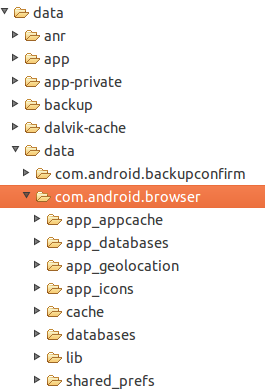 data
anr
app
app-private
backup
dalvik-cache
data
com.android.backupconfirm
com.android.browser
app_appcache
app_databases
app_geolocation
app_icons
cache
databases
lib
shared_prefs